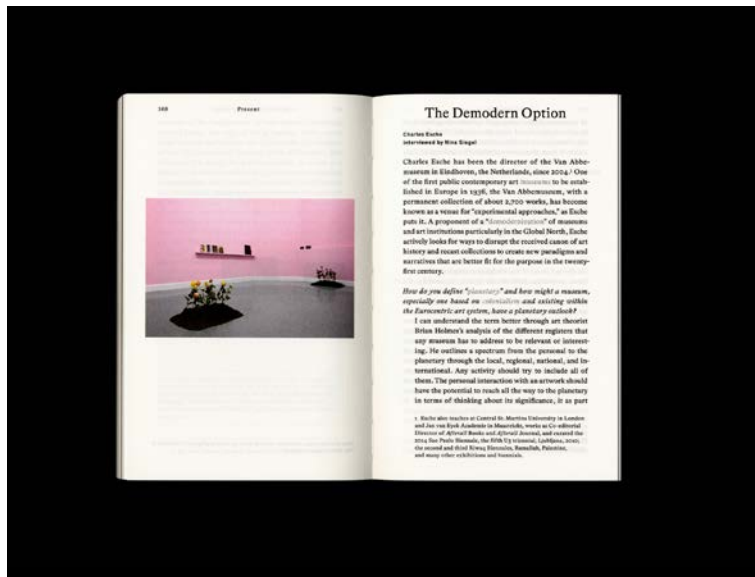 168
Present
The Demodern Option
Charles Esche
interviewed by Nina Siegal
Charles Esche has been the director of the Van Abbe-
museum in Eindhoven, the Netherlands, since 2004.¹ One
of the first public contemporary art museums to be estab-
lished in Europe in 1936, the Van Abbemuseum, with a
permanent collection of about 2,700 works, has become
known as a venue for "experimental approaches," as Esche
puts it. A proponent of a "demodernization" of museums
and art institutions particularly in the Global North, Esche
actively looks for ways to disrupt the received canon of art
history and recent collections to create new paradigms and
narratives that are better fit for the purpose in the twenty-
first century.
How do you define "planetary" and how might a museum,
especially one based on colonialism and existing within
the Eurocentric art system, have a planetary outlook?
I can understand the term better through art theorist
Brian Holmes's analysis of the different registers that
any museum has to address to be relevant or interest-
ing. He outlines a spectrum from the personal to the
planetary through the local, regional, national, and in-
ternational. Any activity should try to include all of
them. The personal interaction with an artwork should
have the potential to reach all the way to the planetary
in terms of thinking about its significance, it as part
1 Esche also teaches at Central St. Martins University in London
and Jan van Eyck Academie in Maastricht, works as Co-editorial
Director of Afterall Books and Afterall Journal, and curated the
2014 Sao Paulo Biennale, the fifth U3 triennial, Ljubljana, 2010;
the second and third Riwaq Biennales, Ramallah, Palestine,
and many other exhibitions and biennials.